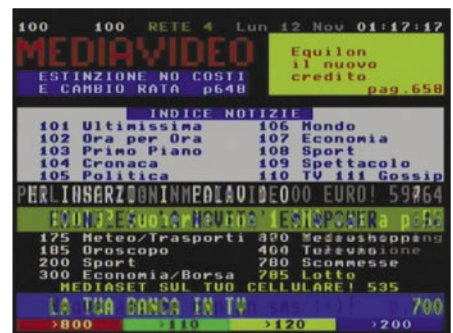 100 100 RETE 4 Lun 12 Nov 01:17:17
MEDIAVIDEO
Equilon
il nuovo
credito
pag.658
ESTINZIONE NO COSTI
E CAMBIO RATA p648
INDICE NOTIZIE
101 Ultimissima 106 Mondo
102 Ora per Ora 107 Economia
103 Primo Piano 108 Sport
104 Cronaca 109 Spettacolo
105 Politica 110 TV 111 Gossip
EURO!
175 Meteo/Trasporti
185 Oroscopo 400
200 Sport 780 Scommesse
300 Economia/Borsa 785 Lotto
MEDIASET SUL TUO CELLULARE! 535
LA TUA BANCA IN TV 700
>800 >110 >120 >200